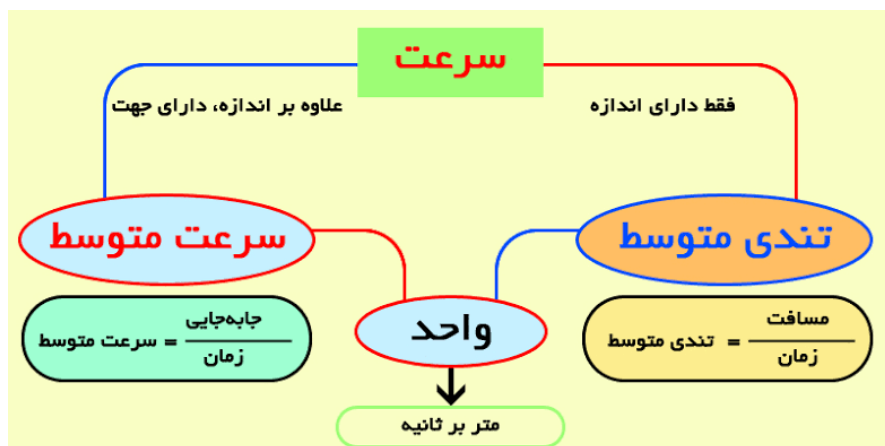 سرعت
فقط دارای اندازه
علاوه بر اندازه، دارای جهت
تندی متوسط
سرعت متوسط
تندی متوسط = مسافت / زمان
واحد
سرعت متوسط = جابه‌جایی / زمان
متر بر ثانیه